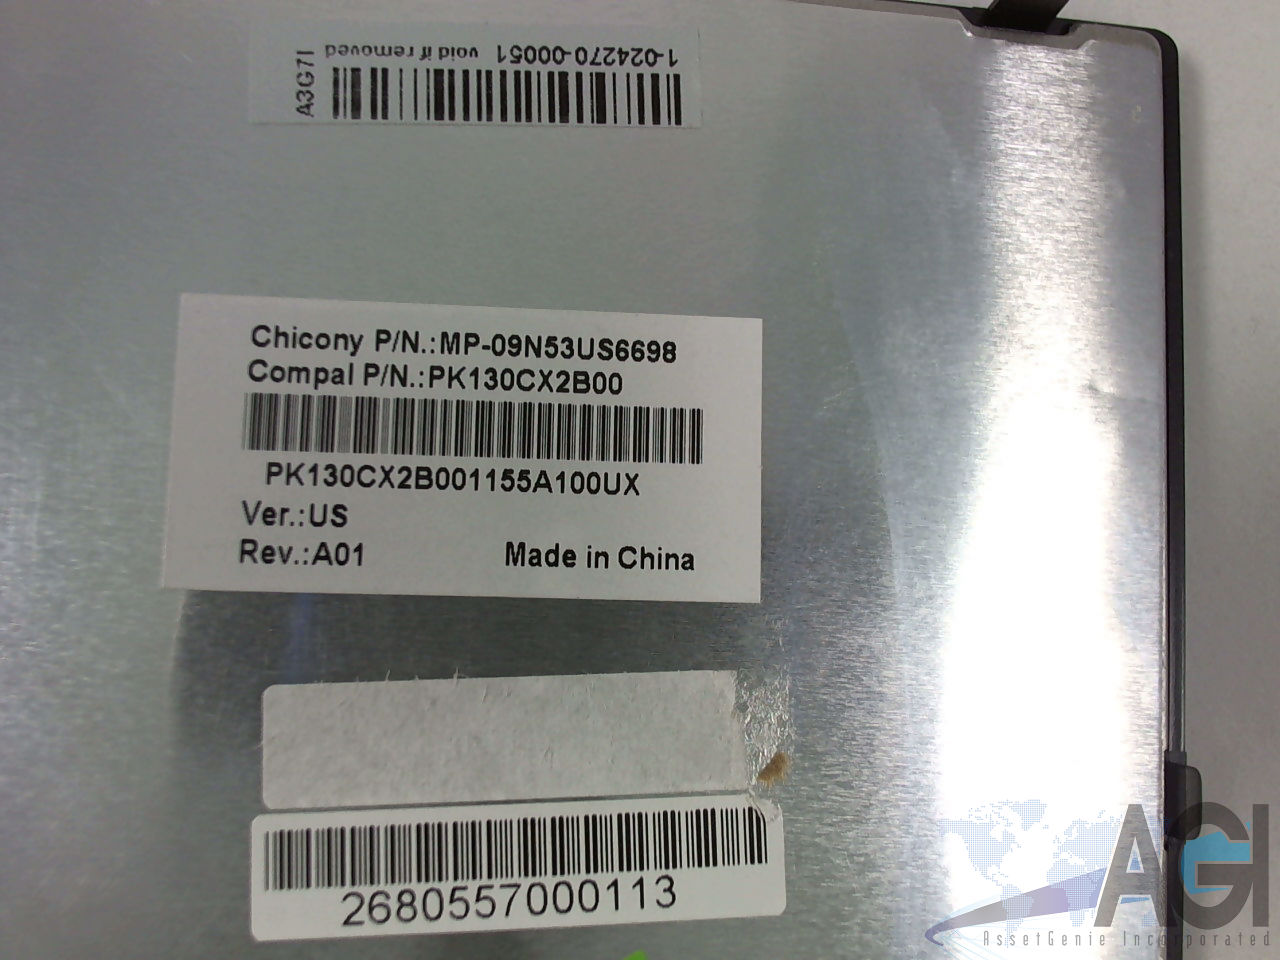 1-024270-00051 void if removed
A3G7I
Chicony P/N.:MP-09N53US6698
Compal P/N.:PK130CX2B00
PK130CX2B001155A100UX
Ver.:US
Rev.:A01 Made in China
2680557000113
AGI
AssetGenie Incorporated